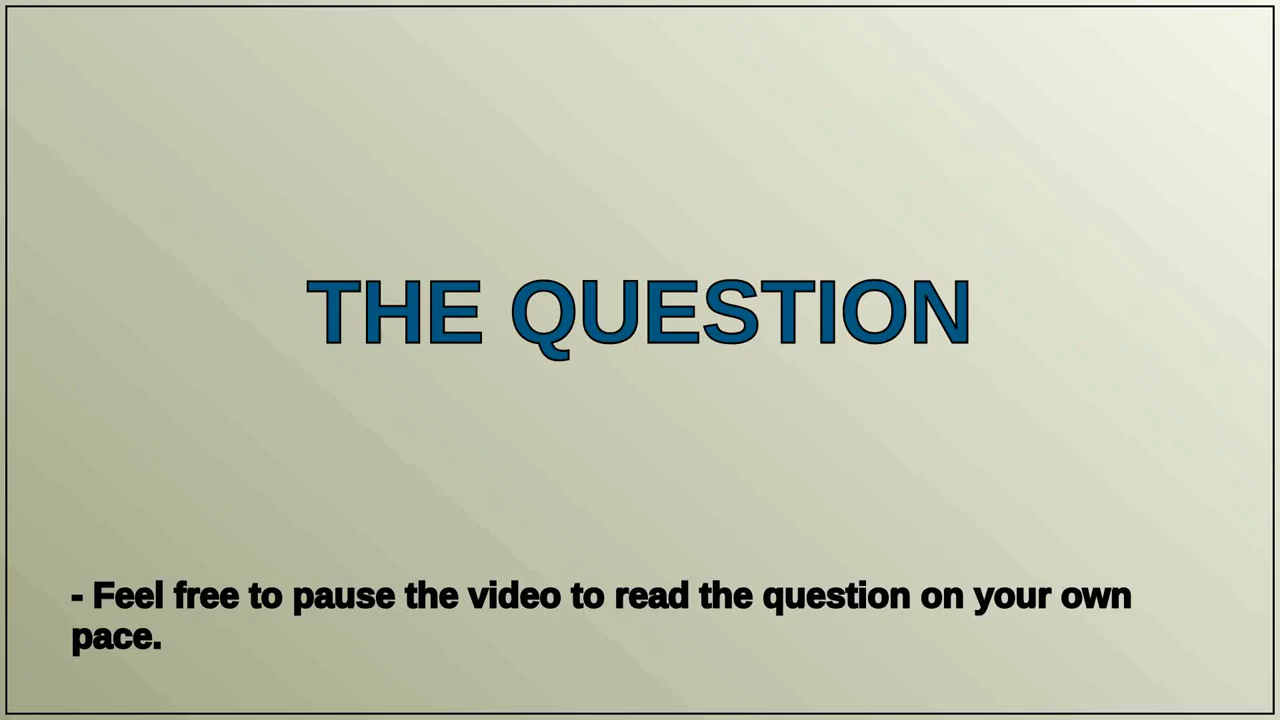 THE QUESTION
- Feel free to pause the video to read the question on your own
pace.